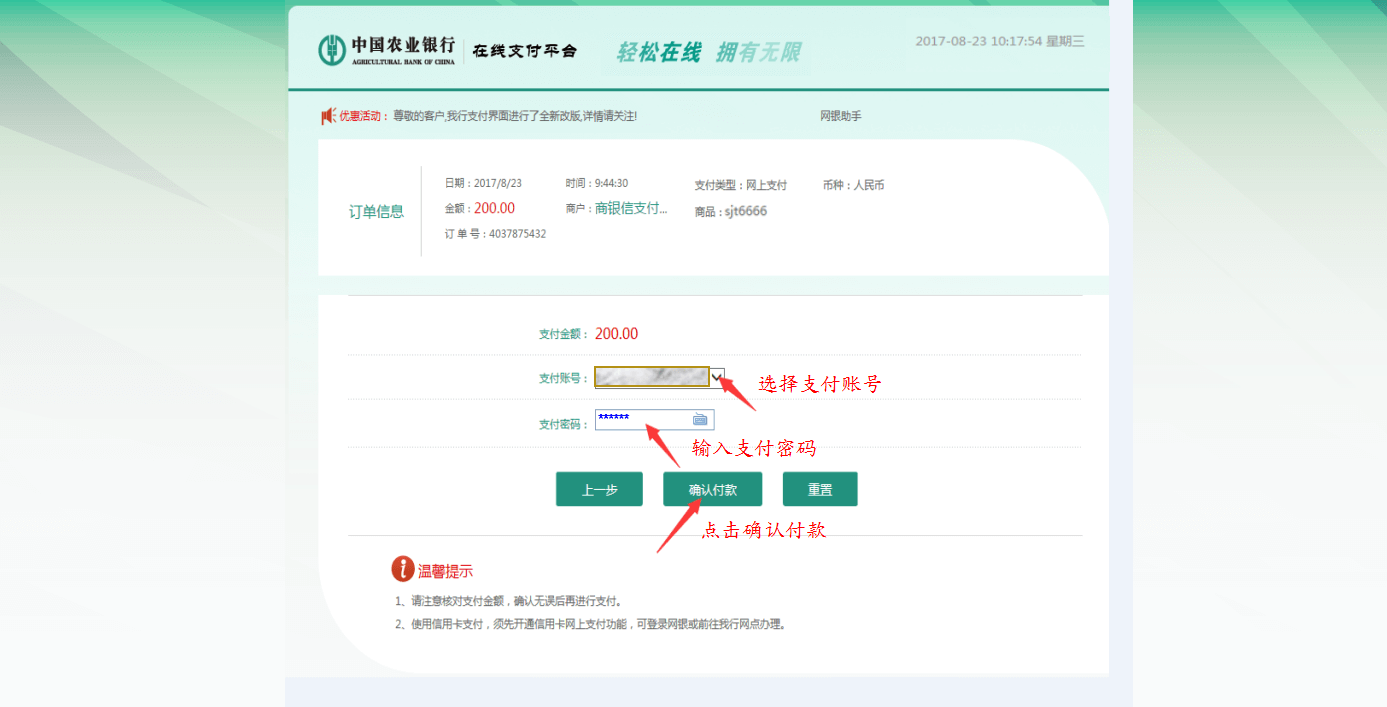 中国农业银行
AGRICULTURAL BANK OF CHINA
在线支付平台
轻松在线 拥有无限
2017-08-23 10:17:54 星期三
优惠活动： 尊敬的客户,我行支付界面进行了全新改版,详情请关注!
网银助手
订单信息
日期：2017/8/23
时间：9:44:30
支付类型：网上支付
币种：人民币
金额：200.00
商户：商银信支付...
商品：sjt6666
订 单 号：4037875432
支付金额： 200.00
支付账号：
选择支付账号
支付密码： ******
输入支付密码
上一步
确认付款
重置
点击确认付款
温馨提示
1、请注意核对支付金额，确认无误后再进行支付。
2、使用信用卡支付，须先开通信用卡网上支付功能，可登录网银或前往我行网点办理。